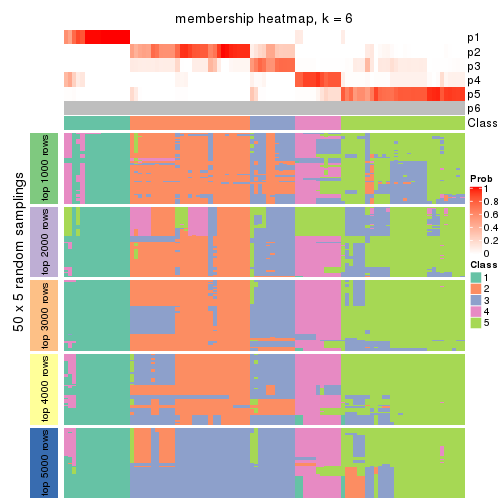 membership heatmap, k = 6
p1
p2
p3
p4
p5
p6
Class
50 x 5 random samplings
top 1000 rows
top 2000 rows
top 3000 rows
top 4000 rows
top 5000 rows
Prob
1
0.8
0.6
0.4
0.2
0
Class
1
2
3
4
5